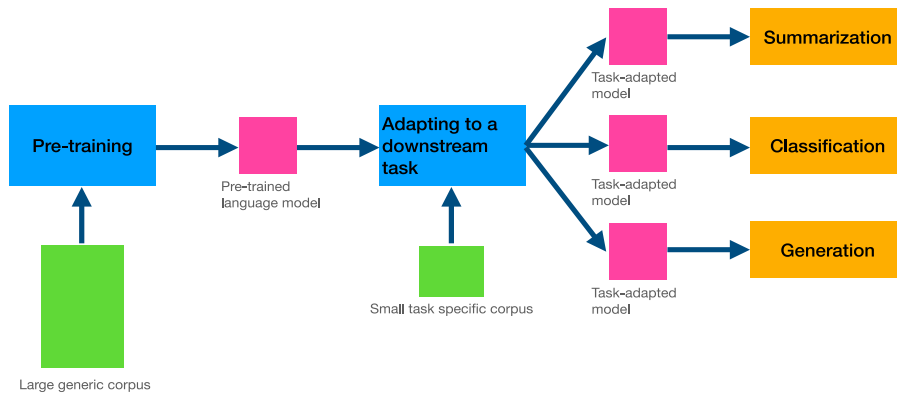 Summarization
Task-adapted
model
Pre-training
Adapting to a
downstream
task
Classification
Pre-trained
language model
Task-adapted
model
Generation
Small task specific corpus
Task-adapted
model
Large generic corpus